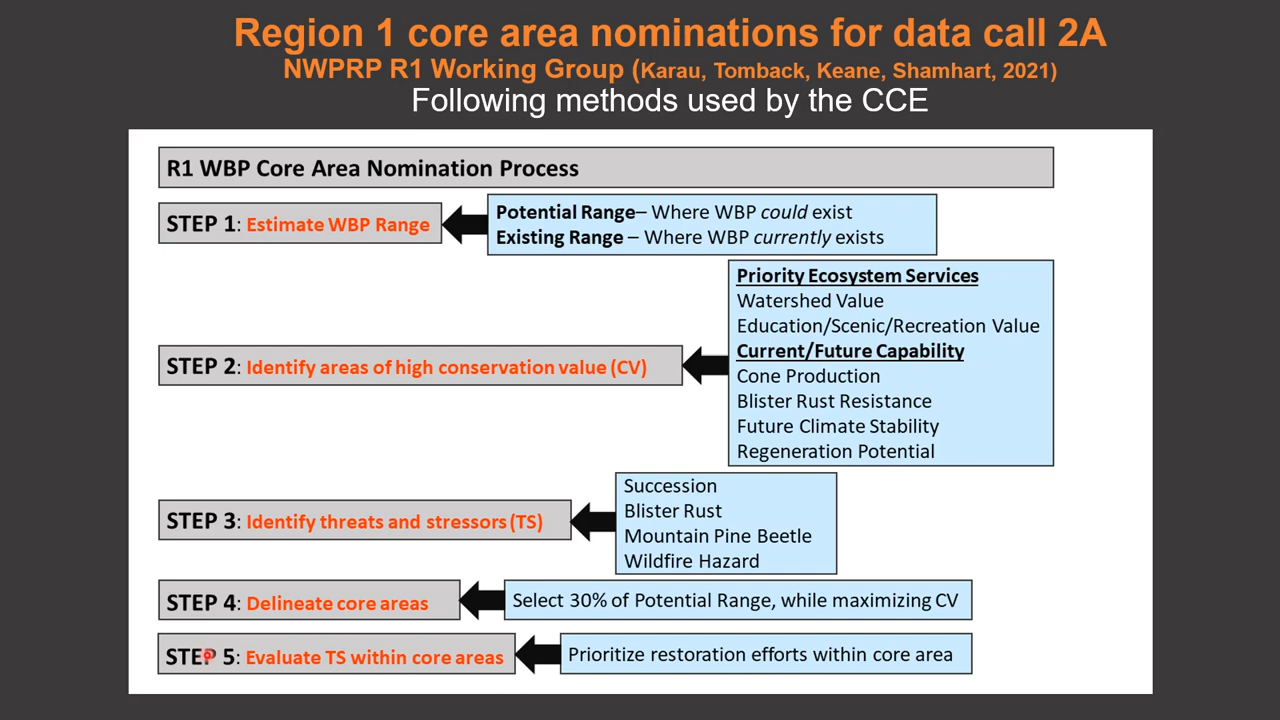 Region 1 core area nominations for data call 2A
NWPRP R1 Working Group (Karau, Tomback, Keane, Shamhart, 2021)
Following methods used by the CCE
R1 WBP Core Area Nomination Process
STEP 1: Estimate WBP Range
Potential Range– Where WBP could exist
Existing Range – Where WBP currently exists
STEP 2: Identify areas of high conservation value (CV)
Priority Ecosystem Services
Watershed Value
Education/Scenic/Recreation Value
Current/Future Capability
Cone Production
Blister Rust Resistance
Future Climate Stability
Regeneration Potential
STEP 3: Identify threats and stressors (TS)
Succession
Blister Rust
Mountain Pine Beetle
Wildfire Hazard
STEP 4: Delineate core areas
Select 30% of Potential Range, while maximizing CV
STEP 5: Evaluate TS within core areas
Prioritize restoration efforts within core area